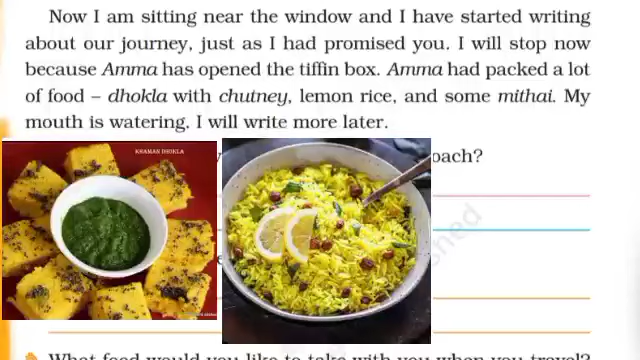 Now I am sitting near the window and I have started writing
about our journey, just as I had promised you. I will stop now
because Amma has opened the tiffin box. Amma had packed a lot
of food – dhokla with chutney, lemon rice, and some mithai. My
mouth is watering. I will write more later.
oach?
KHAMAN DHOKLA
What food would you like to take with you when you travel?